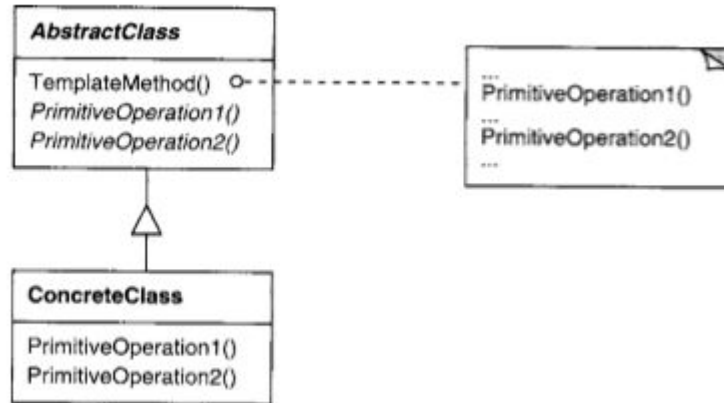 AbstractClass
TemplateMethod()
PrimitiveOperation1()
PrimitiveOperation2()
...
PrimitiveOperation1()
...
PrimitiveOperation2()
...
ConcreteClass
PrimitiveOperation1()
PrimitiveOperation2()